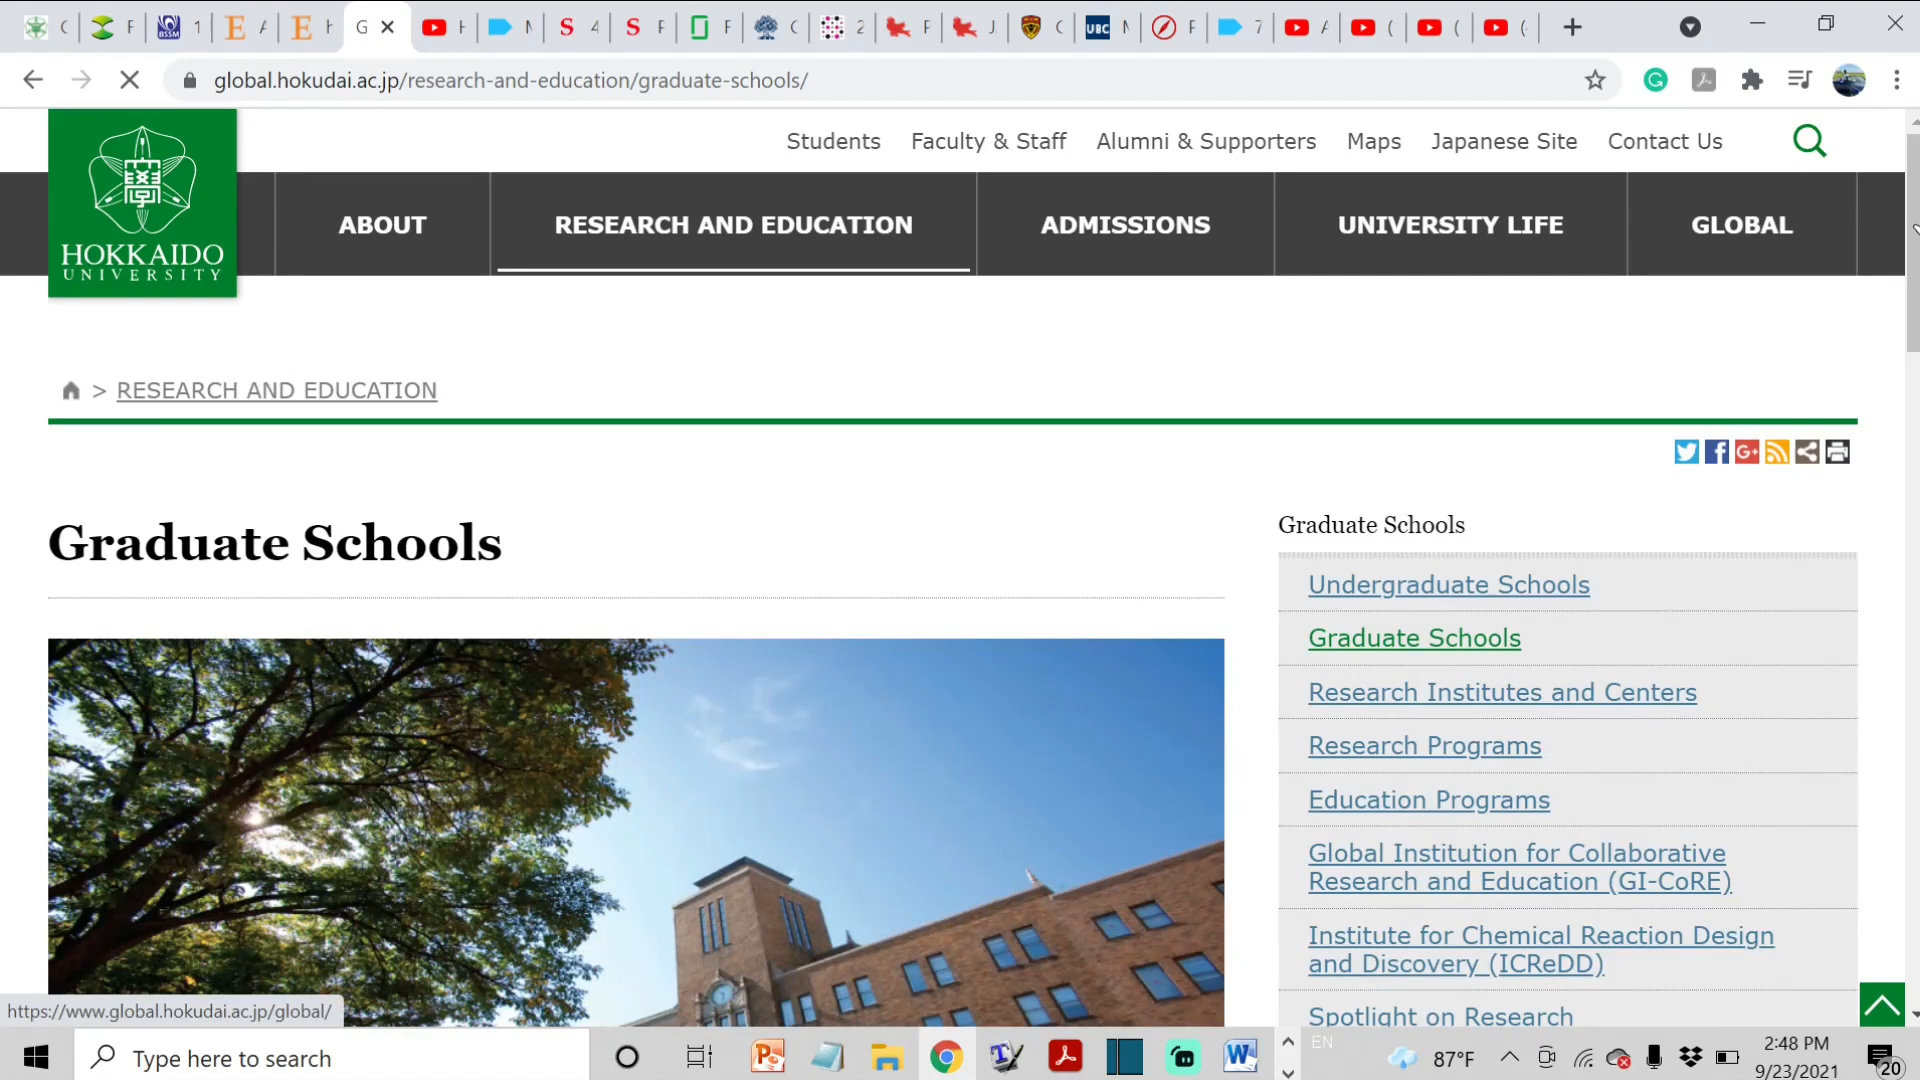 global.hokudai.ac.jp/research-and-education/graduate-schools/
Students Faculty & Staff Alumni & Supporters Maps Japanese Site Contact Us
HOKKAIDO
UNIVERSITY
ABOUT RESEARCH AND EDUCATION ADMISSIONS UNIVERSITY LIFE GLOBAL
> RESEARCH AND EDUCATION
Graduate Schools
Graduate Schools
Undergraduate Schools
Graduate Schools
Research Institutes and Centers
Research Programs
Education Programs
Global Institution for Collaborative
Research and Education (GI-CoRE)
Institute for Chemical Reaction Design
and Discovery (ICReDD)
Spotlight on Research
https://www.global.hokudai.ac.jp/global/
Type here to search
EN
87°F
2:48 PM
9/23/2021
20